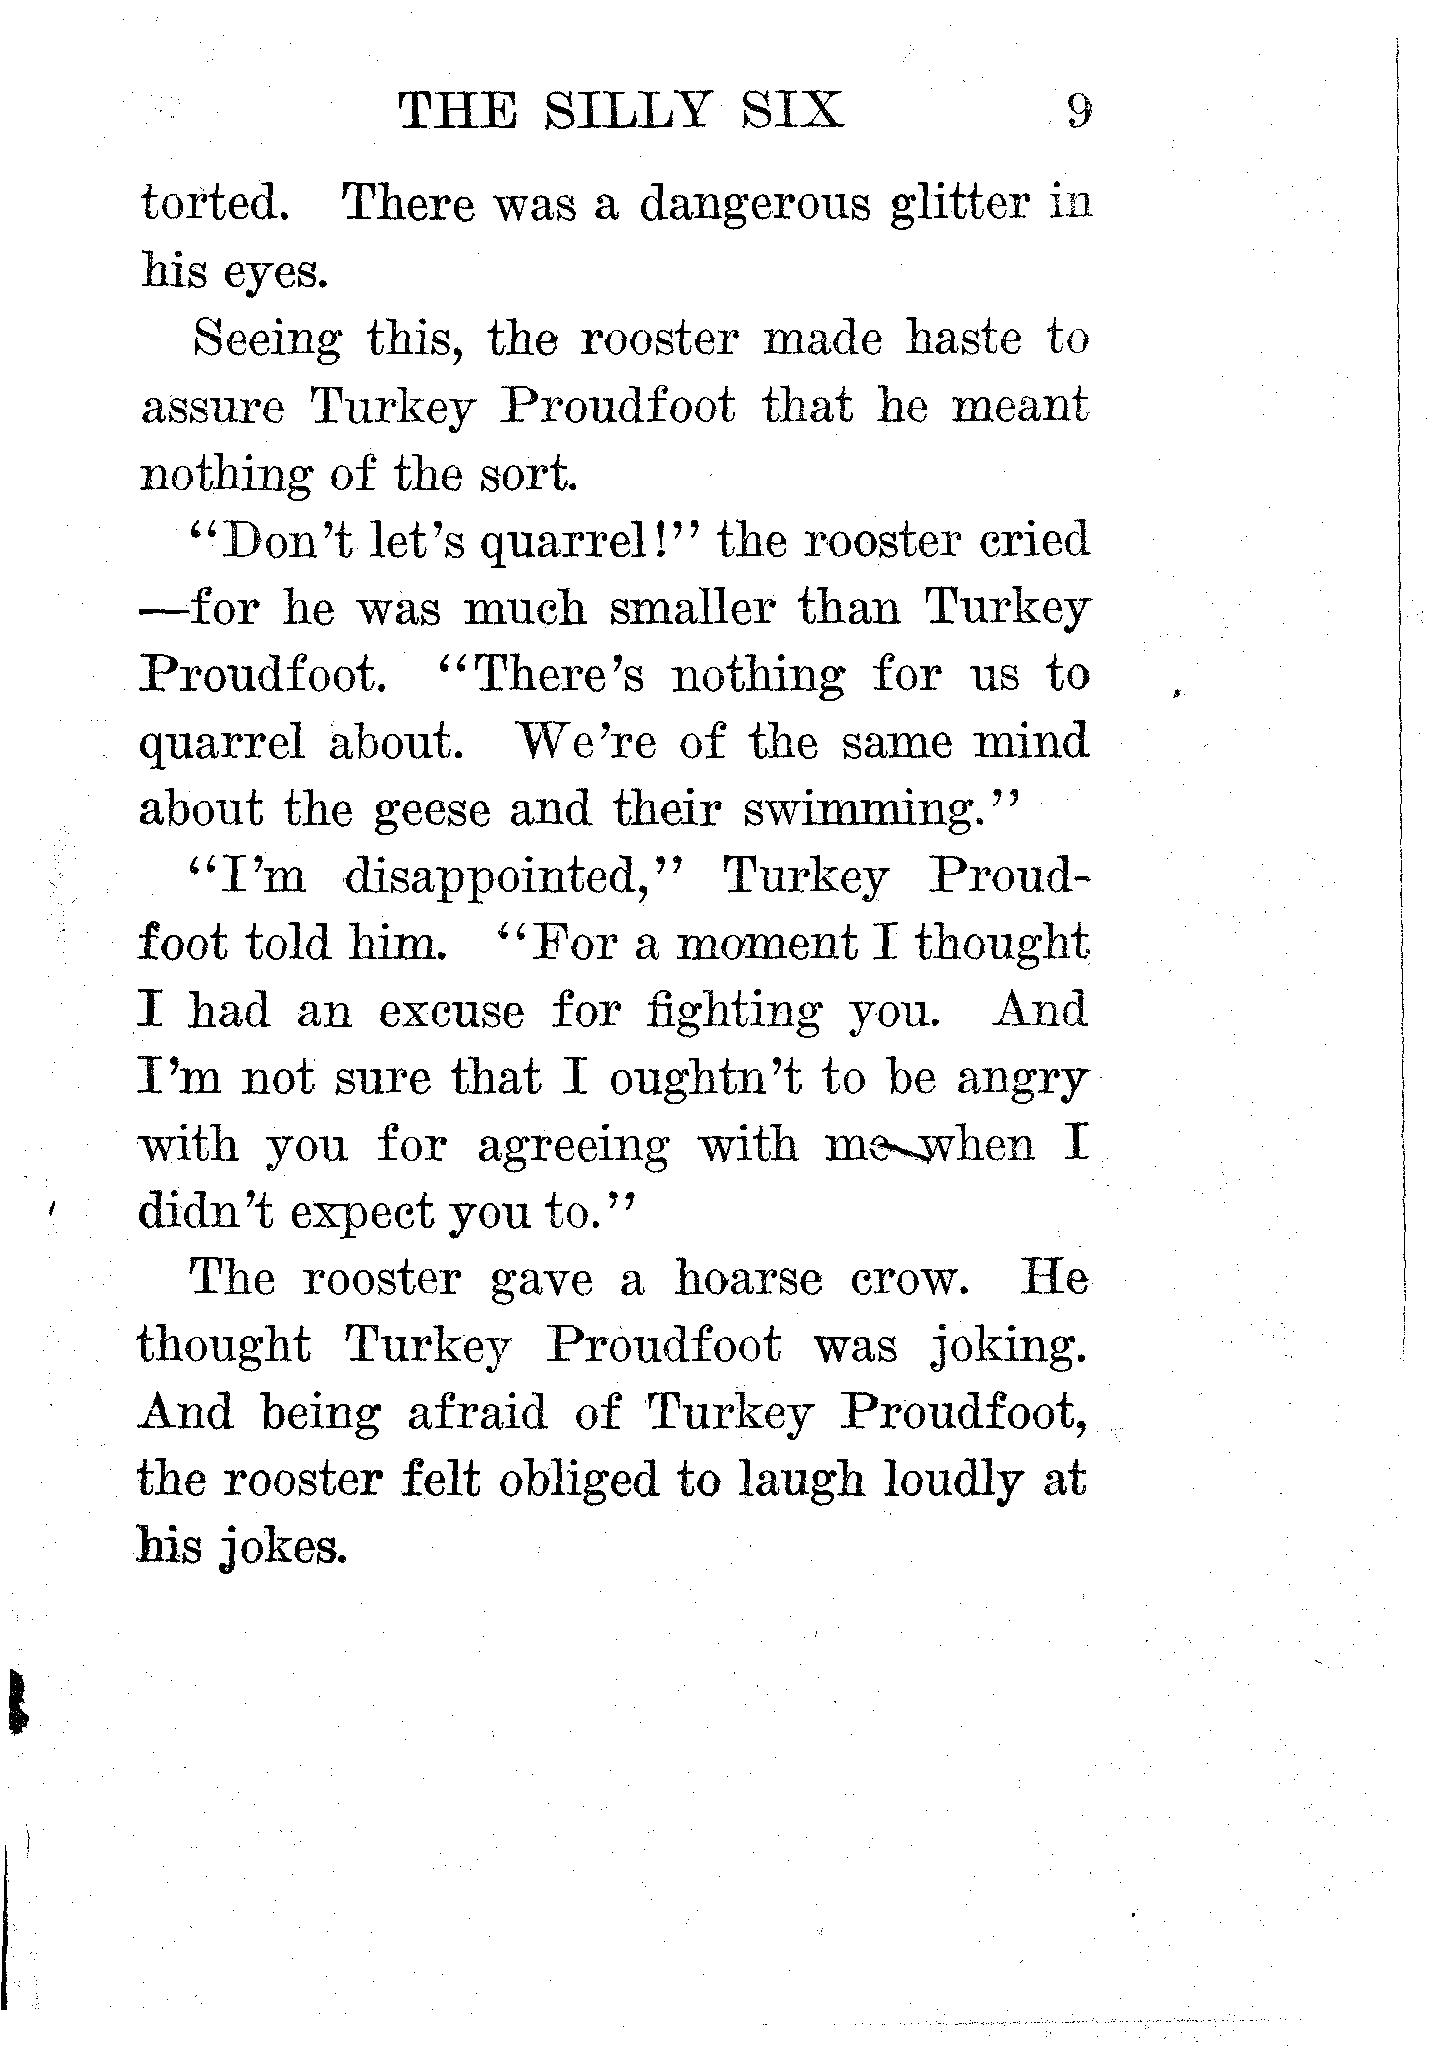 THE SILLY SIX 9
torted. There was a dangerous glitter in
his eyes.
Seeing this, the rooster made haste to
assure Turkey Proudfoot that he meant
nothing of the sort.
"Don't let's quarrel!" the rooster cried
—for he was much smaller than Turkey
Proudfoot. "There's nothing for us to
quarrel about. We're of the same mind
about the geese and their swimming."
"I'm disappointed," Turkey Proud-
foot told him. "For a moment I thought
I had an excuse for fighting you. And
I'm not sure that I oughtn't to be angry
with you for agreeing with me when I
didn't expect you to."
The rooster gave a hoarse crow. He
thought Turkey Proudfoot was joking.
And being afraid of Turkey Proudfoot,
the rooster felt obliged to laugh loudly at
his jokes.